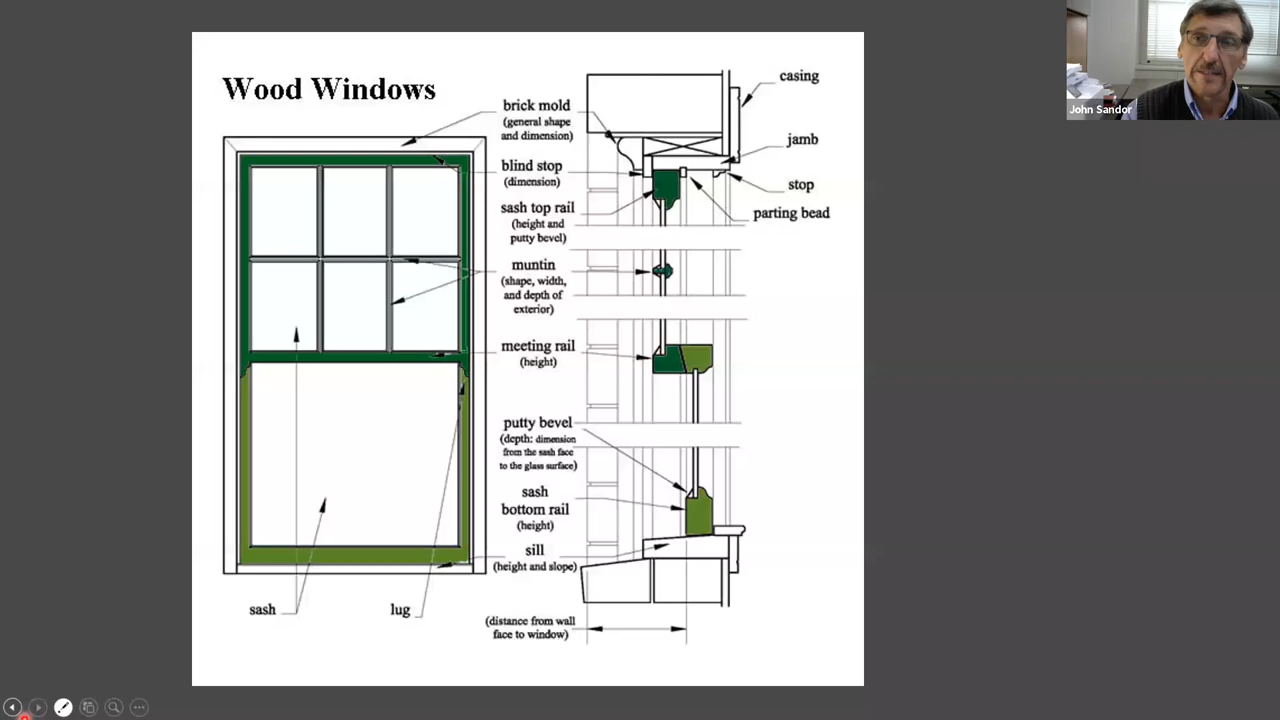 John Sandor
Wood Windows
brick mold
(general shape
and dimension)
blind stop
(dimension)
sash top rail
(height and
putty bevel)
muntin
(shape, width,
and depth of
exterior)
meeting rail
(height)
putty bevel
(depth: dimension
from the sash face
to the glass surface)
sash
bottom rail
(height)
sill
(height and slope)
(distance from wall
face to window)
sash
lug
casing
jamb
stop
parting bead